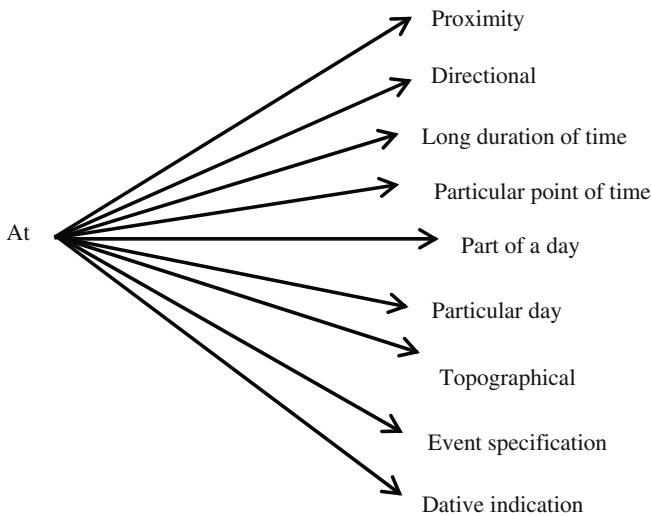 Proximity
Directional
Long duration of time
Particular point of time
At
Part of a day
Particular day
Topographical
Event specification
Dative indication